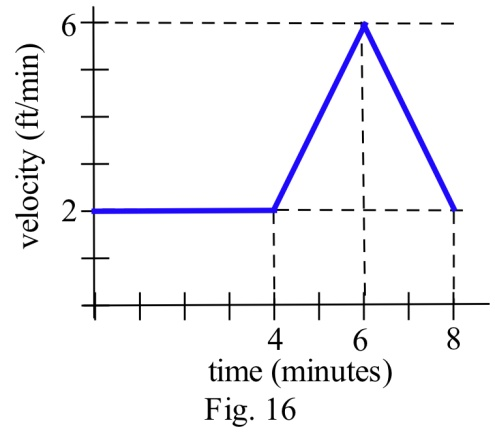 6
velocity (ft/min)
2
4 6 8
time (minutes)
Fig. 16